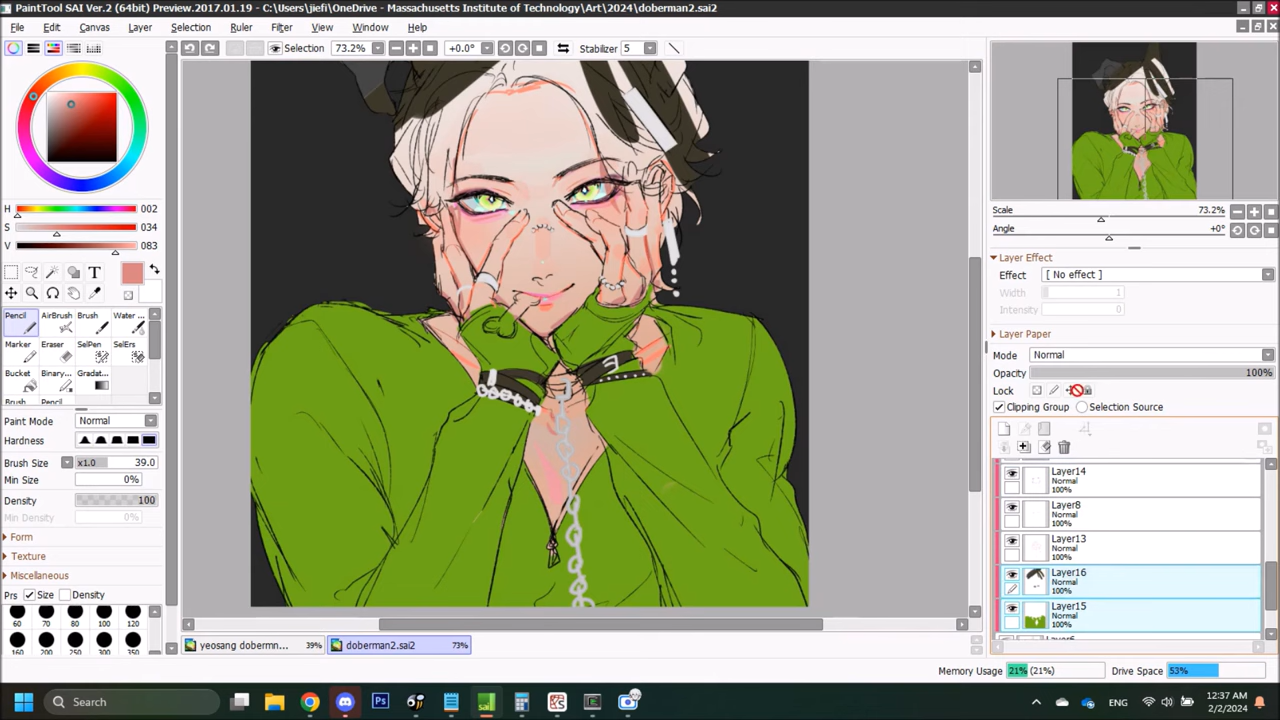 PaintTool SAI Ver.2 (64bit) Preview.2017.01.19 - C:\Users\jiefi\OneDrive - Massachusetts Institute of Technology\Art\2024\doberman2.sai2
File Edit Canvas Layer Selection Ruler Filter View Window Help
Selection 73.2% +0.0° Stabilizer 5
H 002
S 034
V 083
T
Pencil AirBrush Brush Water ...
Marker Eraser SelPen SelErs
Bucket Binary... Gradat...
Brush Pencil
Paint Mode Normal
Hardness
Brush Size x1.0 39.0
Min Size 0%
Density 100
Min Density 0%
Form
Texture
Miscellaneous
Prs Size Density
60 70 80 100 120
160 200 250 300 350
yeosang dobermn... 39% doberman2.sai2 73%
Scale 73.2%
Angle +0°
Layer Effect
Effect [ No effect ]
Width 1
Intensity 0
Layer Paper
Mode Normal
Opacity 100%
Lock
Clipping Group Selection Source
Layer14
Normal
100%
Layer8
Normal
100%
Layer13
Normal
100%
Layer16
Normal
100%
Layer15
Normal
100%
Memory Usage 21% (21%) Drive Space 53%
Search Ps sai ENG 12:37 AM
2/2/2024